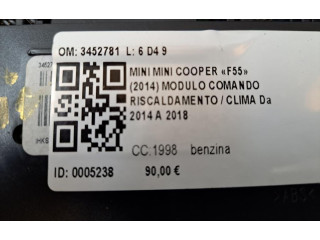 OM: 3452781 L: 6 D4 9
MINI MINI COOPER «F55»
(2014) MODULO COMANDO
RISCALDAMENTO / CLIMA Da
2014 A 2018
CC.1998 benzina
ID: 0005238 90,00 €